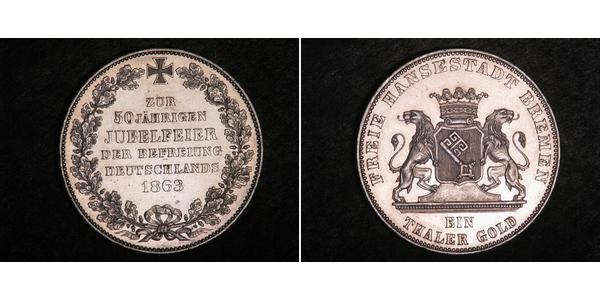 ZUR
50 JÄHRIGEN
JUBELFEIER
DER BEFREIUNG
DEUTSCHLANDS
1863
FREIE HANSESTADT BREMEN
EIN
THALER GOLD